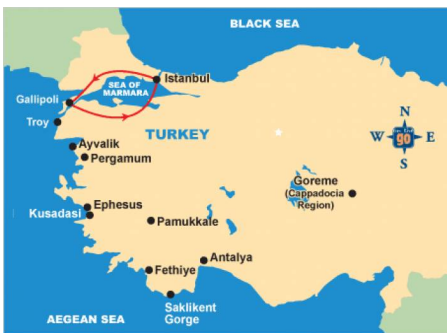 BLACK SEA
Istanbul
SEA OF
MARMARA
Gallipoli
Troy
TURKEY
N
W
E
S
go
Ayvalik
Pergamum
Goreme
(Cappadocia
Region)
Ephesus
Kusadasi
Pamukkale
Antalya
Fethiye
Saklikent
Gorge
AEGEAN SEA